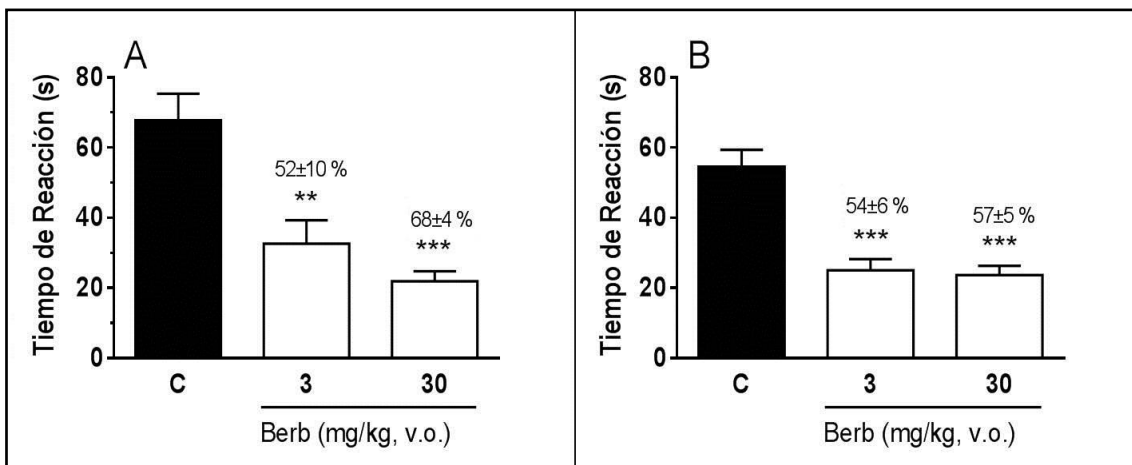 A
Tiempo de Reacción (s)
80
60
40
20
0
52±10 %
**
68±4 %
***
C
3
30
Berb (mg/kg, v.o.)
B
Tiempo de Reacción (s)
80
60
40
20
0
54±6 %
***
57±5 %
***
C
3
30
Berb (mg/kg, v.o.)